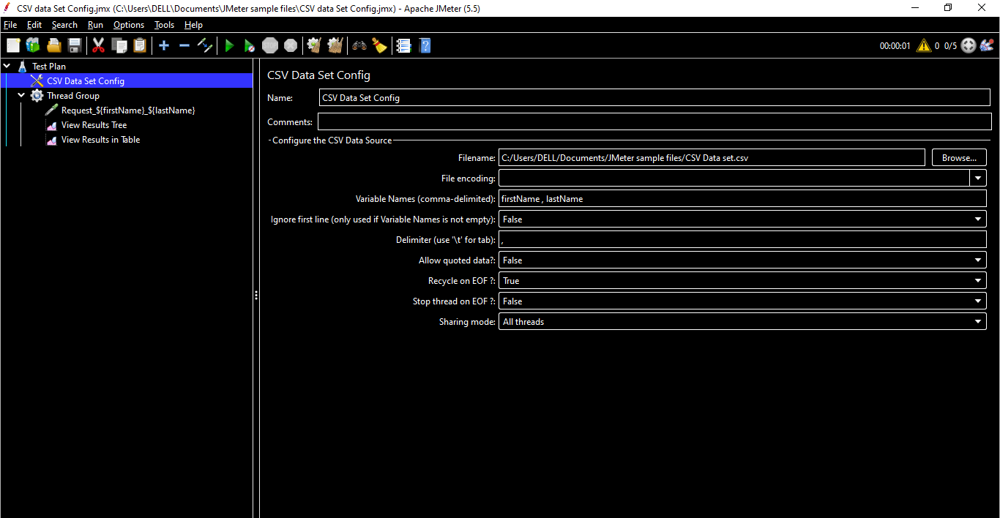 CSV data Set Config.jmx (C:\Users\DELL\Documents\JMeter sample files\CSV data Set Config.jmx) - Apache JMeter (5.5)
File Edit Search Run Options Tools Help
00:00:01 0 0/5
Test Plan
CSV Data Set Config
Thread Group
Request_${firstName}_${lastName}
View Results Tree
View Results in Table
CSV Data Set Config
Name: CSV Data Set Config
Comments:
Configure the CSV Data Source
Filename: C:/Users/DELL/Documents/JMeter sample files/CSV Data set.csv Browse...
File encoding:
Variable Names (comma-delimited): firstName , lastName
Ignore first line (only used if Variable Names is not empty): False
Delimiter (use '\t' for tab): ,
Allow quoted data?: False
Recycle on EOF ?: True
Stop thread on EOF ?: False
Sharing mode: All threads